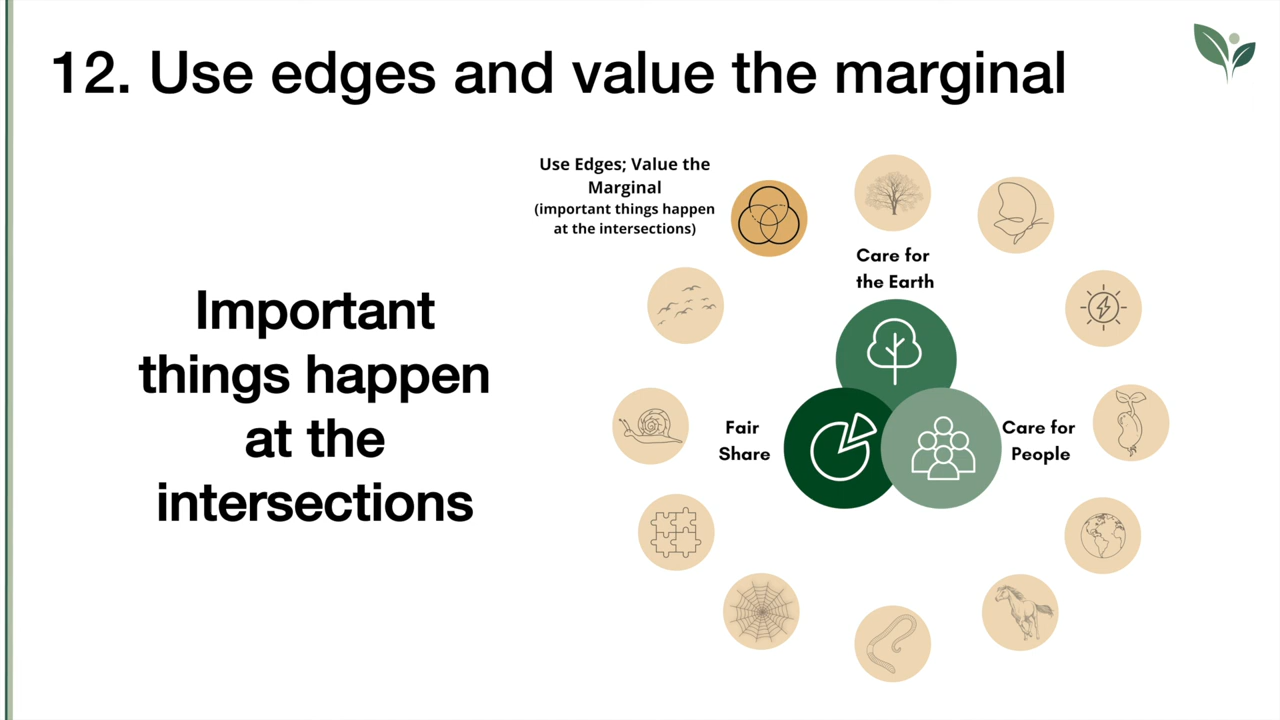 12. Use edges and value the marginal
Important
things happen
at the
intersections
Use Edges; Value the
Marginal
(important things happen
at the intersections)
Care for
the Earth
Fair
Share
Care for
People